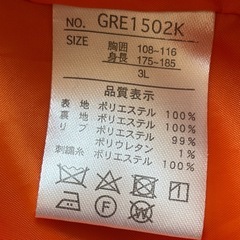 NO. GRE1502K
SIZE 胸囲 108-116
身長 175-185
3L
品質表示
表地 ポリエステル 100%
裏地 ポリエステル 100%
リブ ポリエステル 99%
ポリウレタン 1%
刺繍糸 ポリエステル 100%